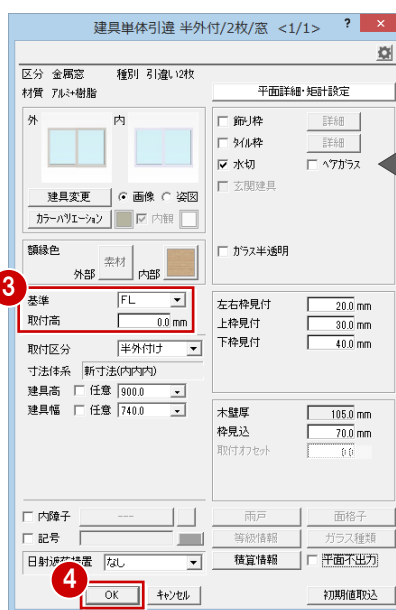 建具単体引違 半外付/2枚/窓 <1/1>
?
×
区分 金属窓 種別 引違い2枚
材質 アルミ+樹脂
平面詳細・矩計設定
外 内
建具変更 画像 姿図
カラーバリエーション 内観
額縁色
外部 素材 内部
飾り枠 詳細
タイル枠 詳細
水切 ペアガラス
玄関建具
ガラス半透明
3
基準 FL
取付高 0.0 mm
取付区分 半外付け
寸法体系 新寸法(内内内)
建具高 任意 900.0
建具幅 任意 740.0
左右枠見付 20.0 mm
上枠見付 30.0 mm
下枠見付 40.0 mm
木壁厚 105.0 mm
枠見込 70.0 mm
取付オフセット 0.0
内障子 ---
記号
日射遮蔽措置 なし
雨戸 面格子
等級情報 ガラス種類
積算情報 平面不出力
4
OK キャンセル 初期値取込